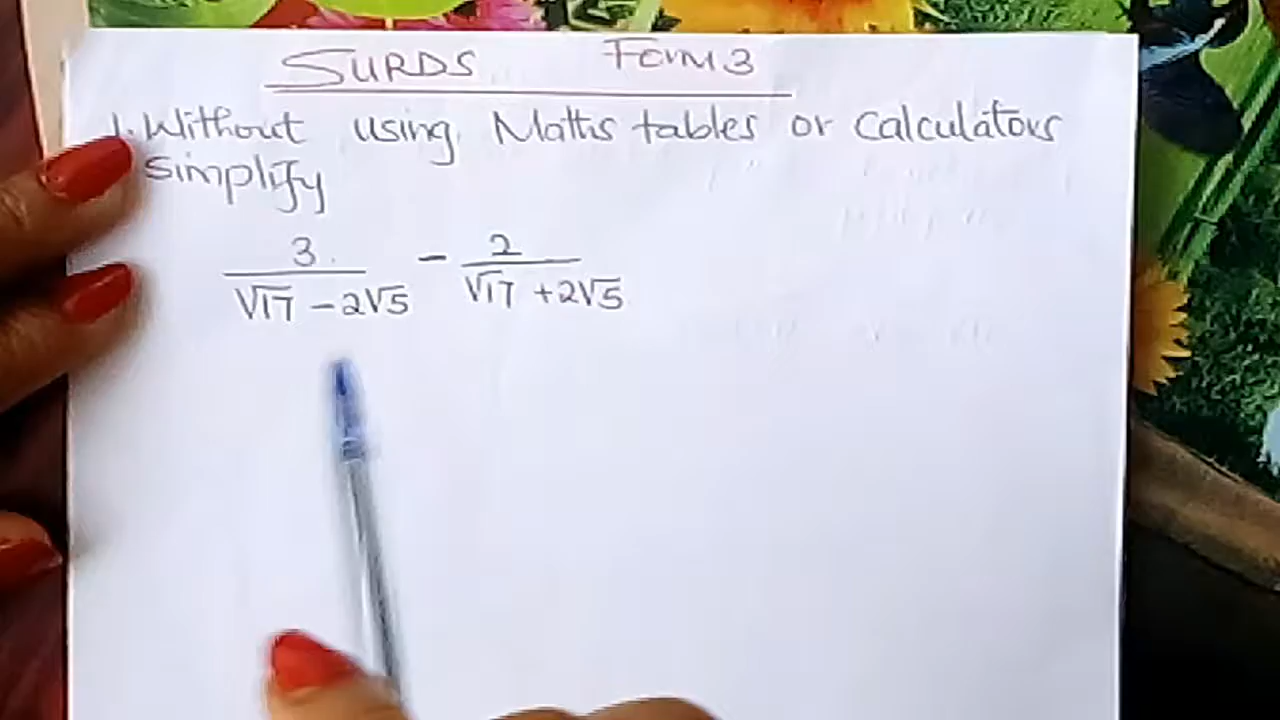 SURDS Form 3
1. Without using Maths tables or calculators
simplify
3/(√17 - 2√5) - 2/(√17 + 2√5)